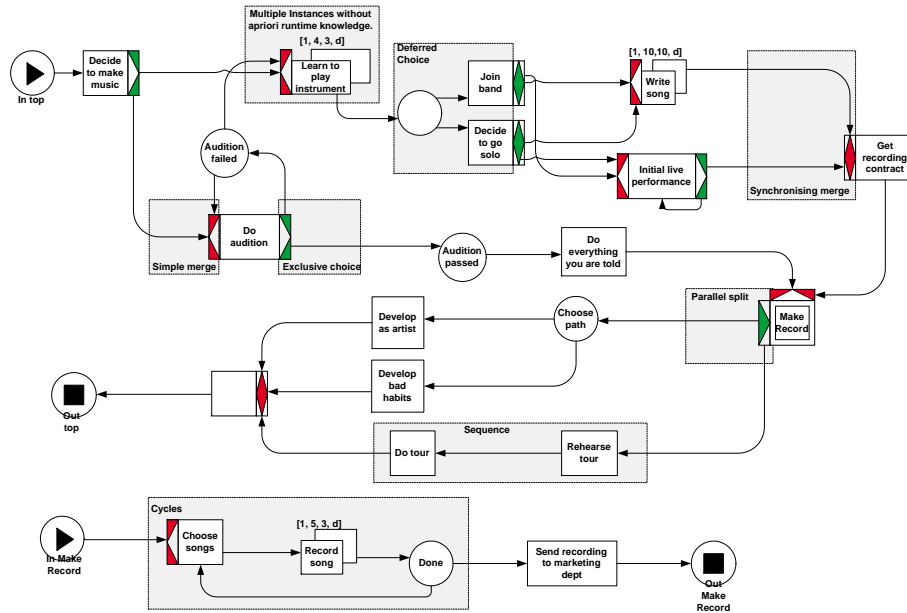 Multiple Instances without
apriori runtime knowledge.
[1, 4, 3, d]
Learn to
play
instrument
Decide
to make
music
In top
Deferred
Choice
Join
band
Decide
to go
solo
[1, 10,10, d]
Write
song
Initial live
performance
Synchronising merge
Get
recording
contract
Audition
failed
Do
audition
Simple merge
Exclusive choice
Audition
passed
Do
everything
you are told
Parallel split
Make
Record
Choose
path
Develop
as artist
Develop
bad
habits
Out
top
Sequence
Do tour
Rehearse
tour
Cycles
In Make
Record
Choose
songs
[1, 5, 3, d]
Record
song
Done
Send recording
to marketing
dept
Out
Make
Record